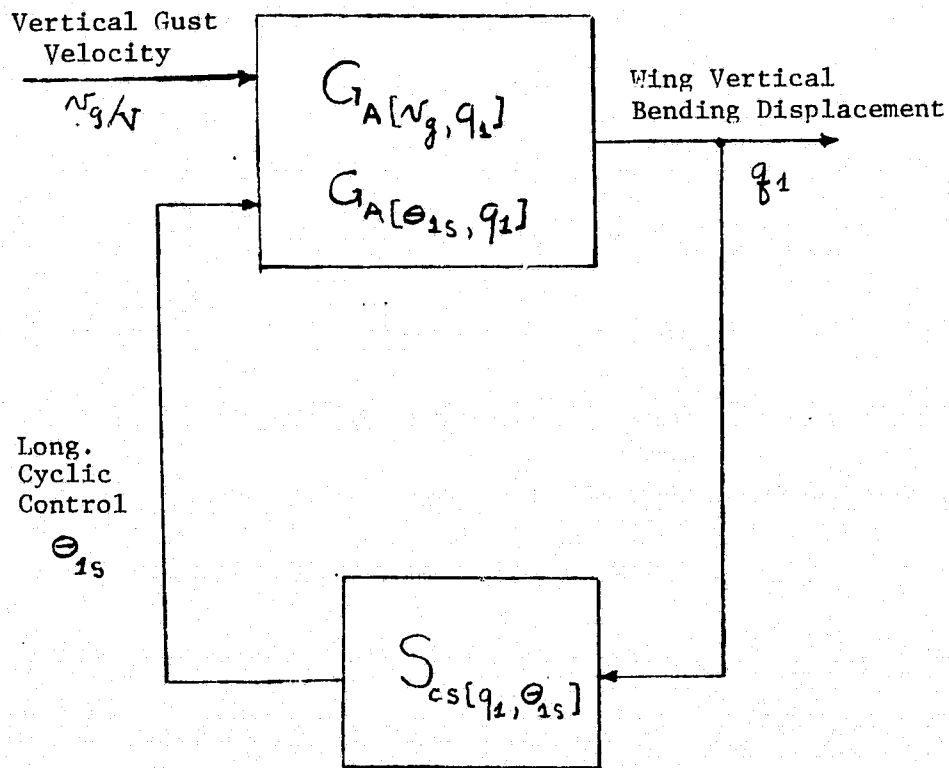 Vertical Gust
Velocity
v_g/v
G_A[v_g, q_1]
G_A[Θ_1s, q_1]
Wing Vertical
Bending Displacement
q_1
Long.
Cyclic
Control
Θ_1s
S_cs[q_1, Θ_1s]